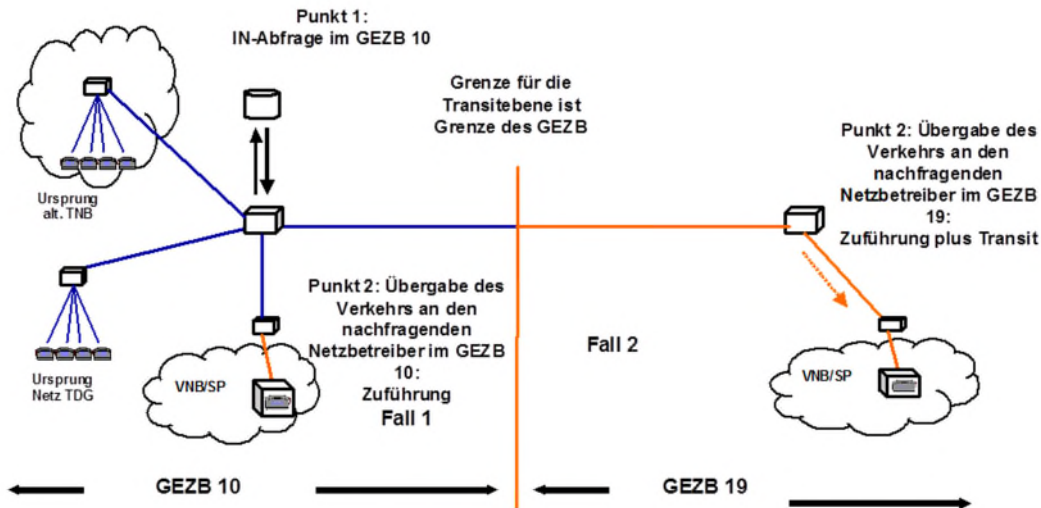 Punkt 1:
IN-Abfrage im GEZB 10
Grenze für die
Transitebene ist
Grenze des GEZB
Punkt 2: Übergabe des
Verkehrs an den
nachfragenden
Netzbetreiber im GEZB
19:
Zuführung plus Transit
Ursprung
alt. TNB
Punkt 2: Übergabe des
Verkehrs an den
nachfragenden
Netzbetreiber im GEZB
10:
Zuführung
Fall 1
Fall 2
Ursprung
Netz TDG
VNB/SP
VNB/SP
GEZB 10
GEZB 19